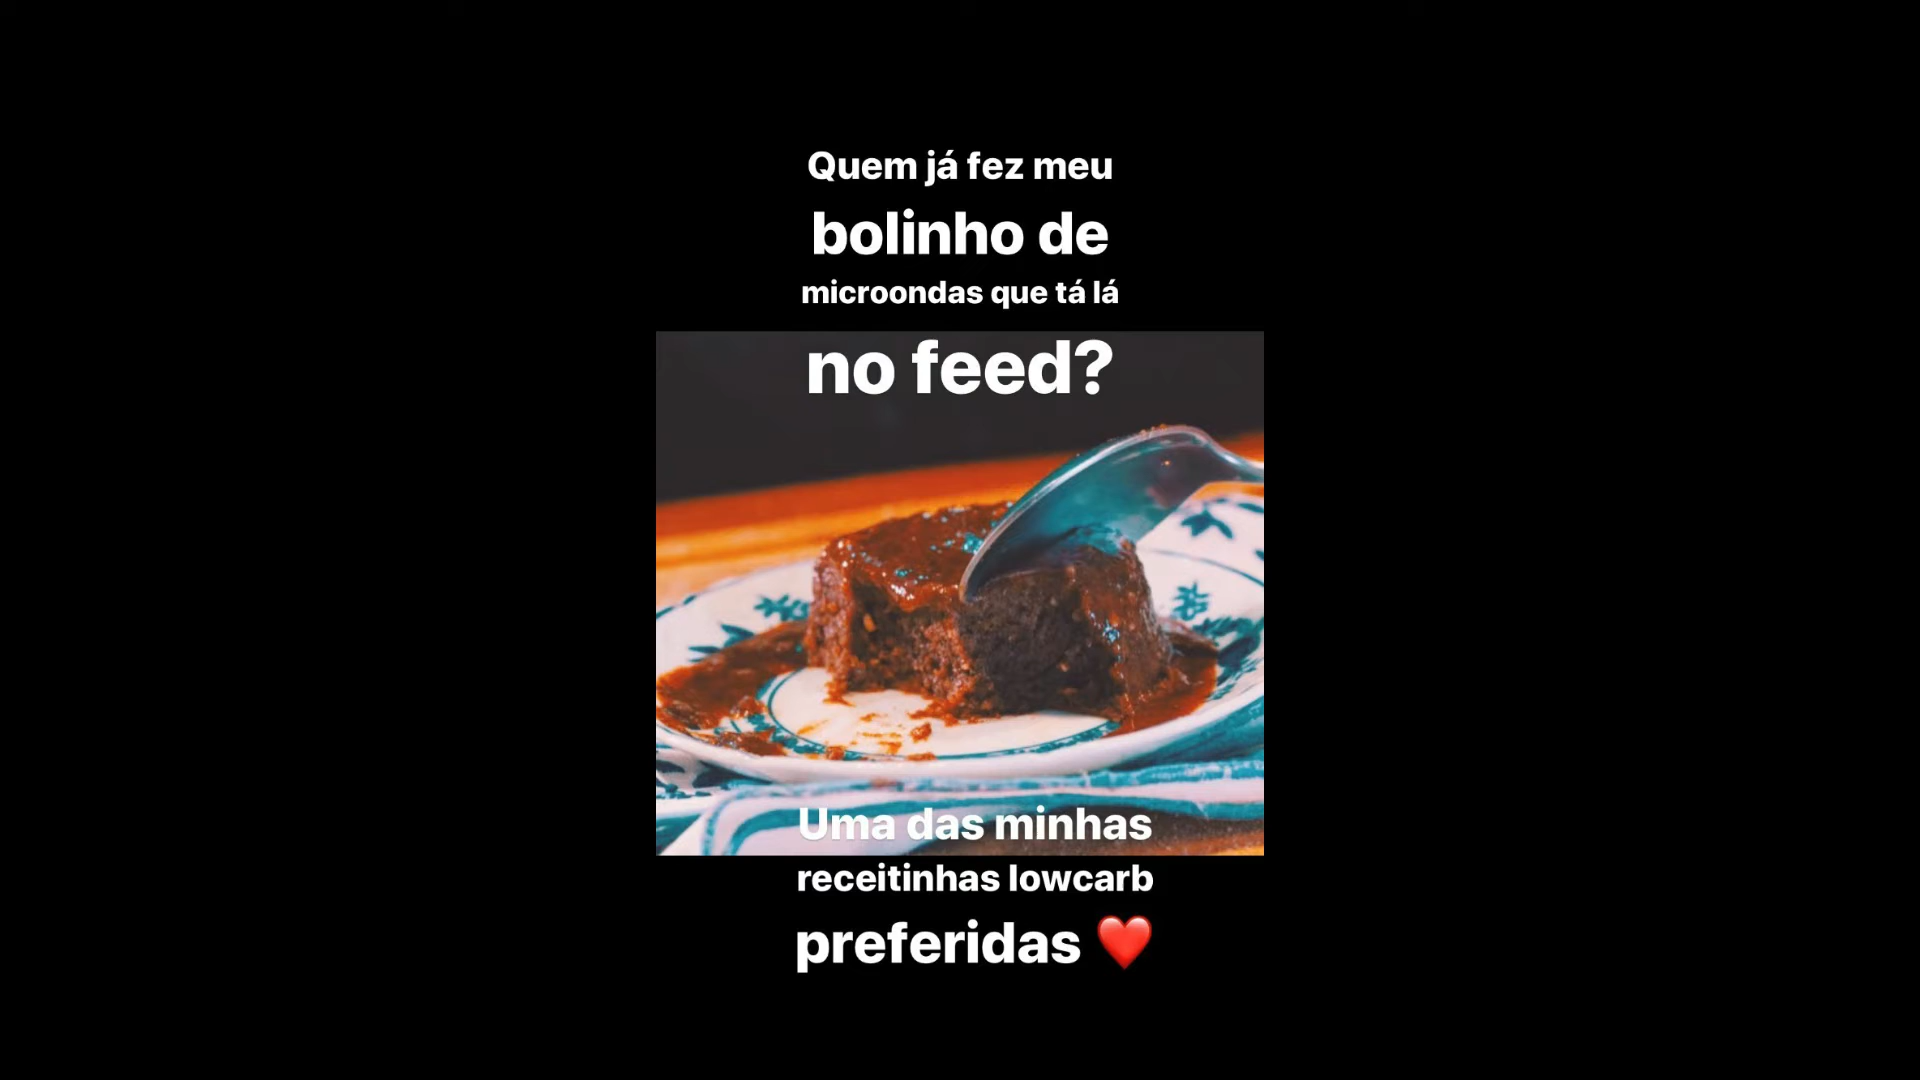 Quem já fez meu
bolinho de
microondas que tá lá
no feed?
Uma das minhas
receitinhas lowcarb
preferidas ❤️